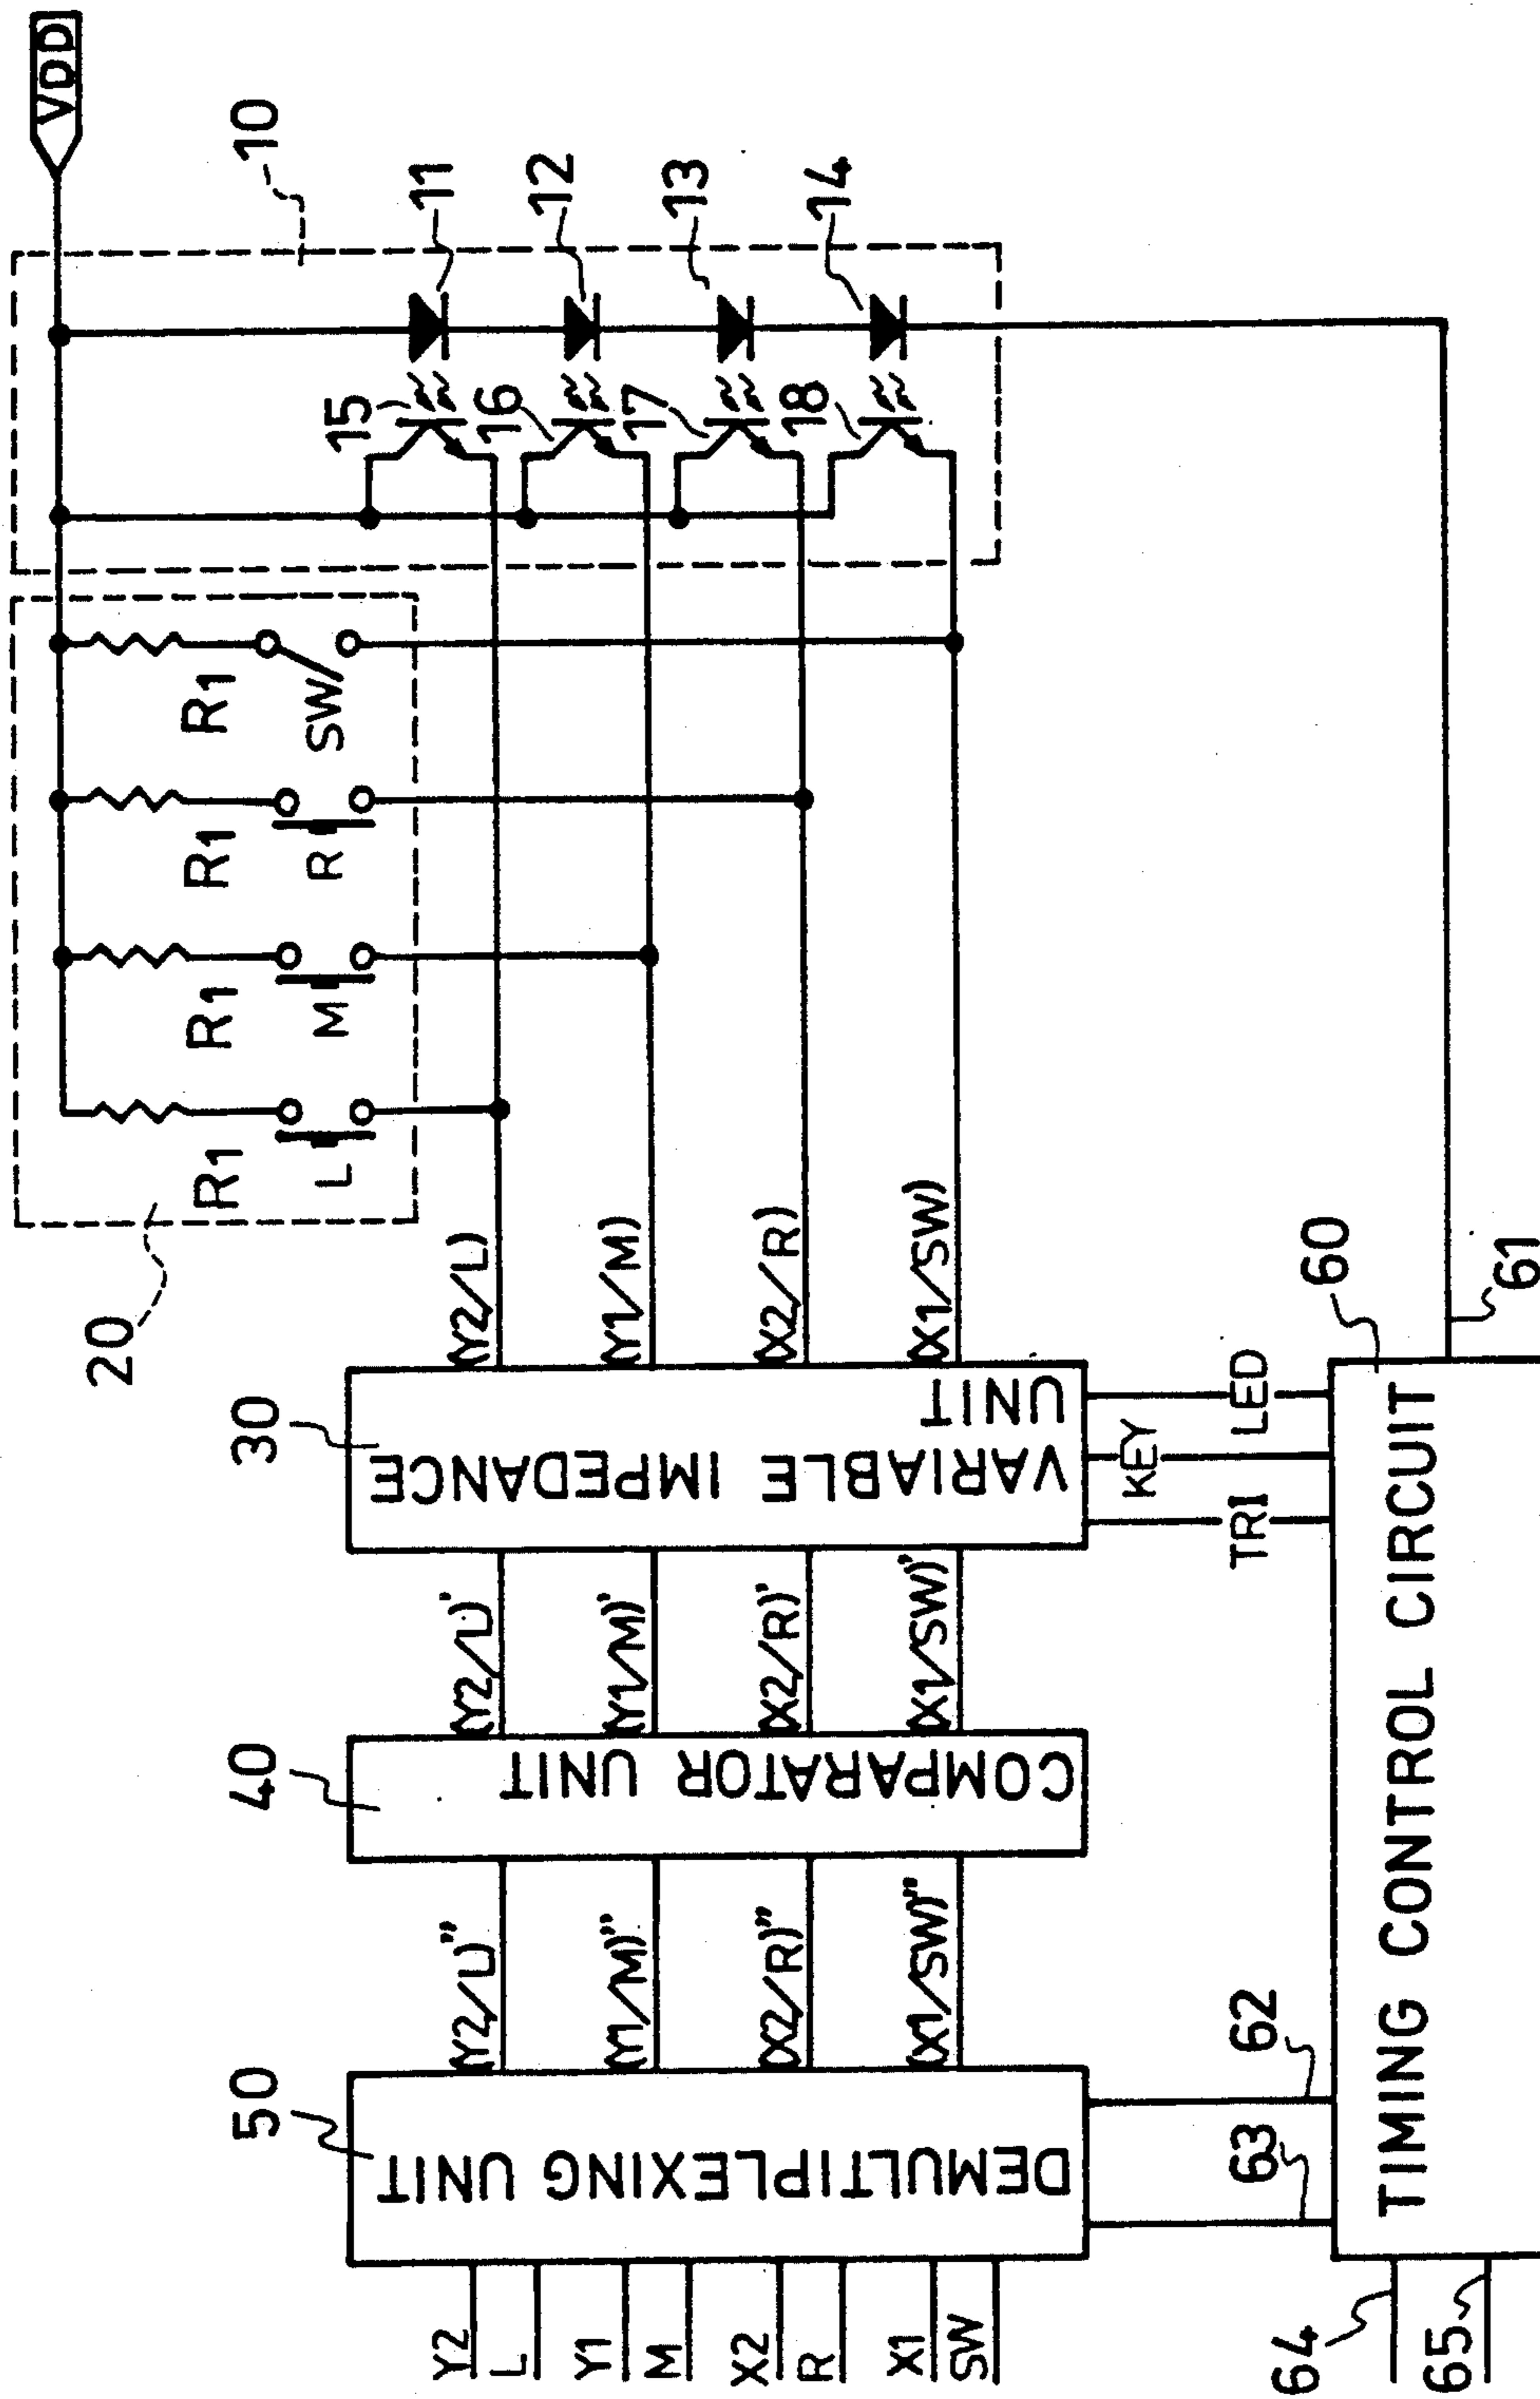 VDD
10
11
12
13
14
15
16
17
18
R1
SW
R1
R
R1
M
R1
L
20
(Y2/L)
(Y1/M)
(X2/R)
(X1/SW)
30
VARIABLE IMPEDANCE
UNIT
KEY
LED
TRI
60
61
TIMING CONTROL CIRCUIT
(Y2/L)'
(Y1/M)'
(X2/R)'
(X1/SW)'
40
COMPARATOR UNIT
(Y2/L)"
(Y1/M)"
(X2/R)"
(X1/SW)"
50
DEMULTIPLEXING UNIT
62
63
Y2
L
Y1
M
X2
R
X1
SW
64
65